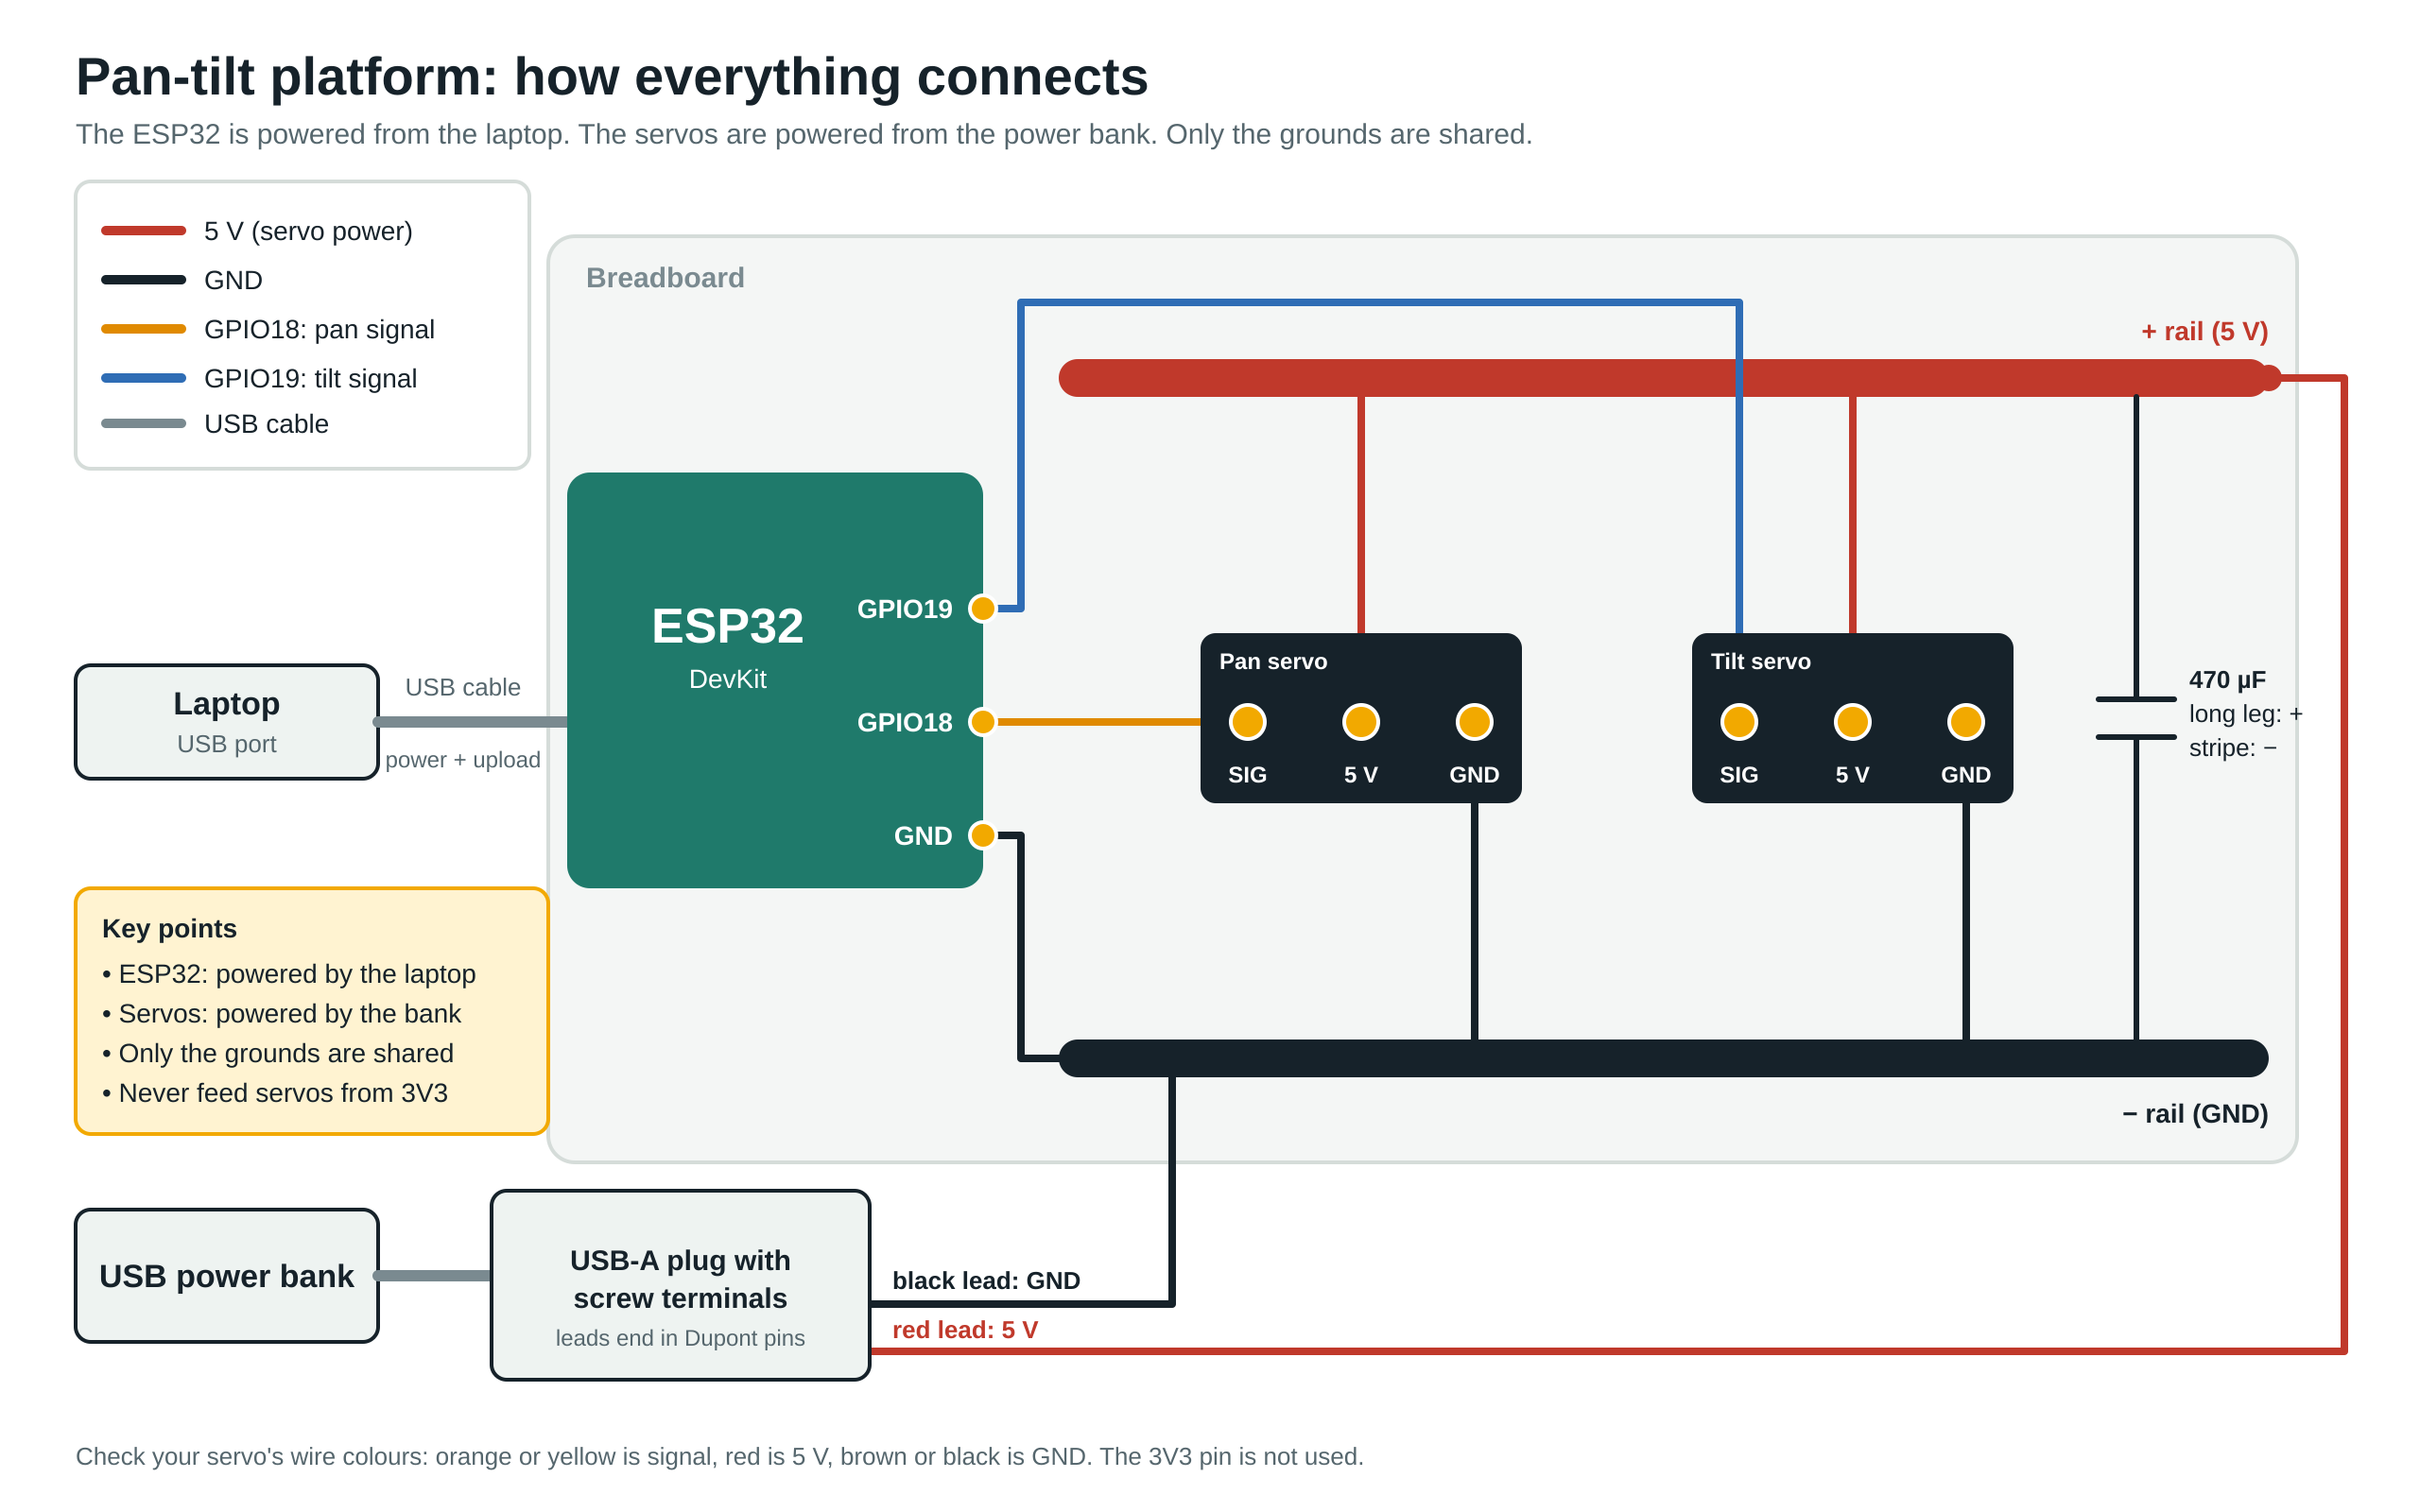 Pan-tilt platform: how everything connects
The ESP32 is powered from the laptop. The servos are powered from the power bank. Only the grounds are shared.
5 V (servo power)
GND
GPIO18: pan signal
GPIO19: tilt signal
USB cable
Breadboard
+ rail (5 V)
ESP32
DevKit
GPIO19
GPIO18
GND
Laptop
USB port
USB cable
power + upload
Pan servo
SIG
5 V
GND
Tilt servo
SIG
5 V
GND
470 µF
long leg: +
stripe: −
Key points
• ESP32: powered by the laptop
• Servos: powered by the bank
• Only the grounds are shared
• Never feed servos from 3V3
− rail (GND)
USB power bank
USB-A plug with
screw terminals
leads end in Dupont pins
black lead: GND
red lead: 5 V
Check your servo's wire colours: orange or yellow is signal, red is 5 V, brown or black is GND. The 3V3 pin is not used.